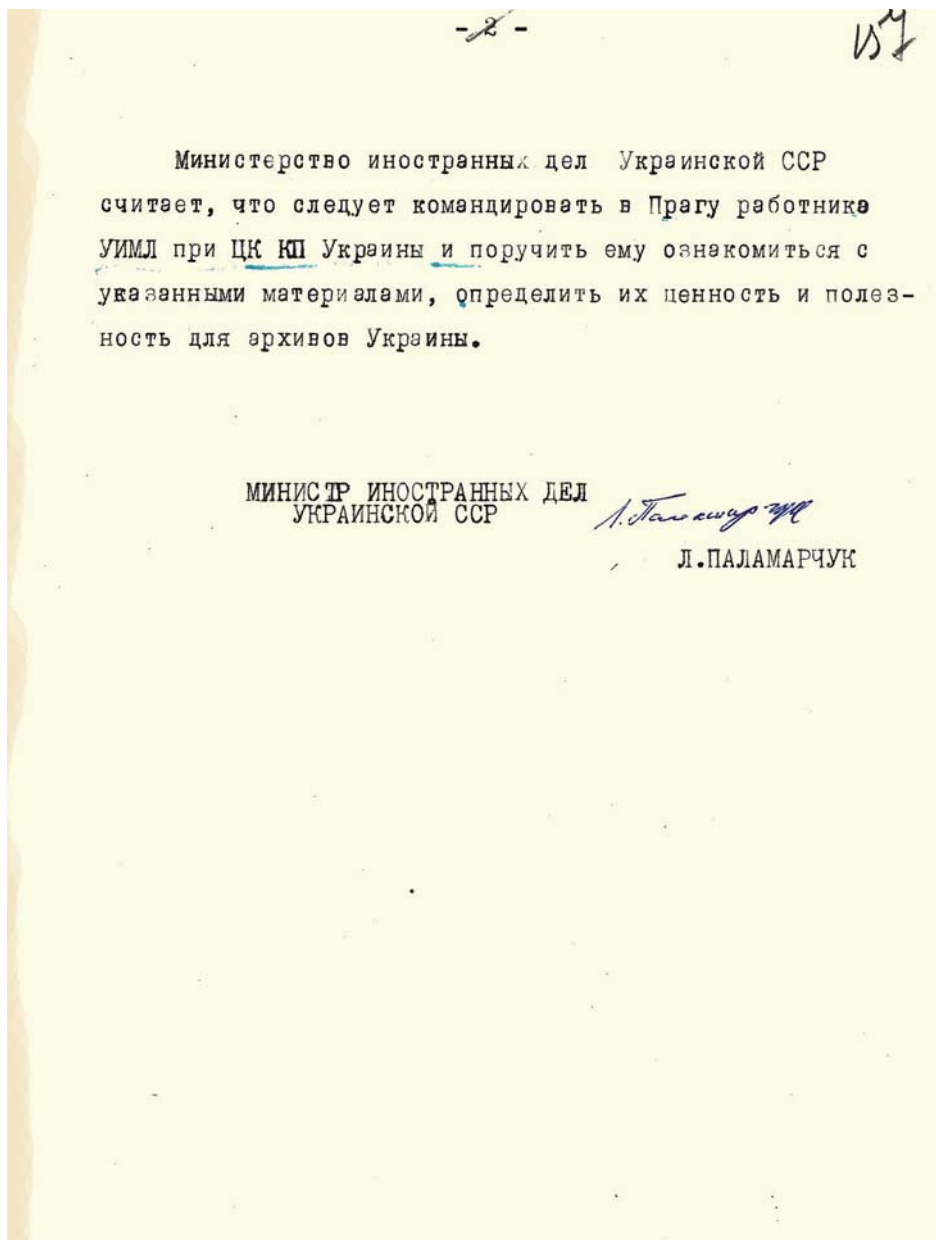 - 2 -
157
Министерство иностранных дел Украинской ССР
считает, что следует командировать в Прагу работника
УИМЛ при ЦК КП Украины и поручить ему ознакомиться с
указанными материалами, определить их ценность и полез-
ность для архивов Украины.
МИНИСТР ИНОСТРАННЫХ ДЕЛ
УКРАИНСКОЙ ССР
Л. Паламарчук
Л.ПАЛАМАРЧУК